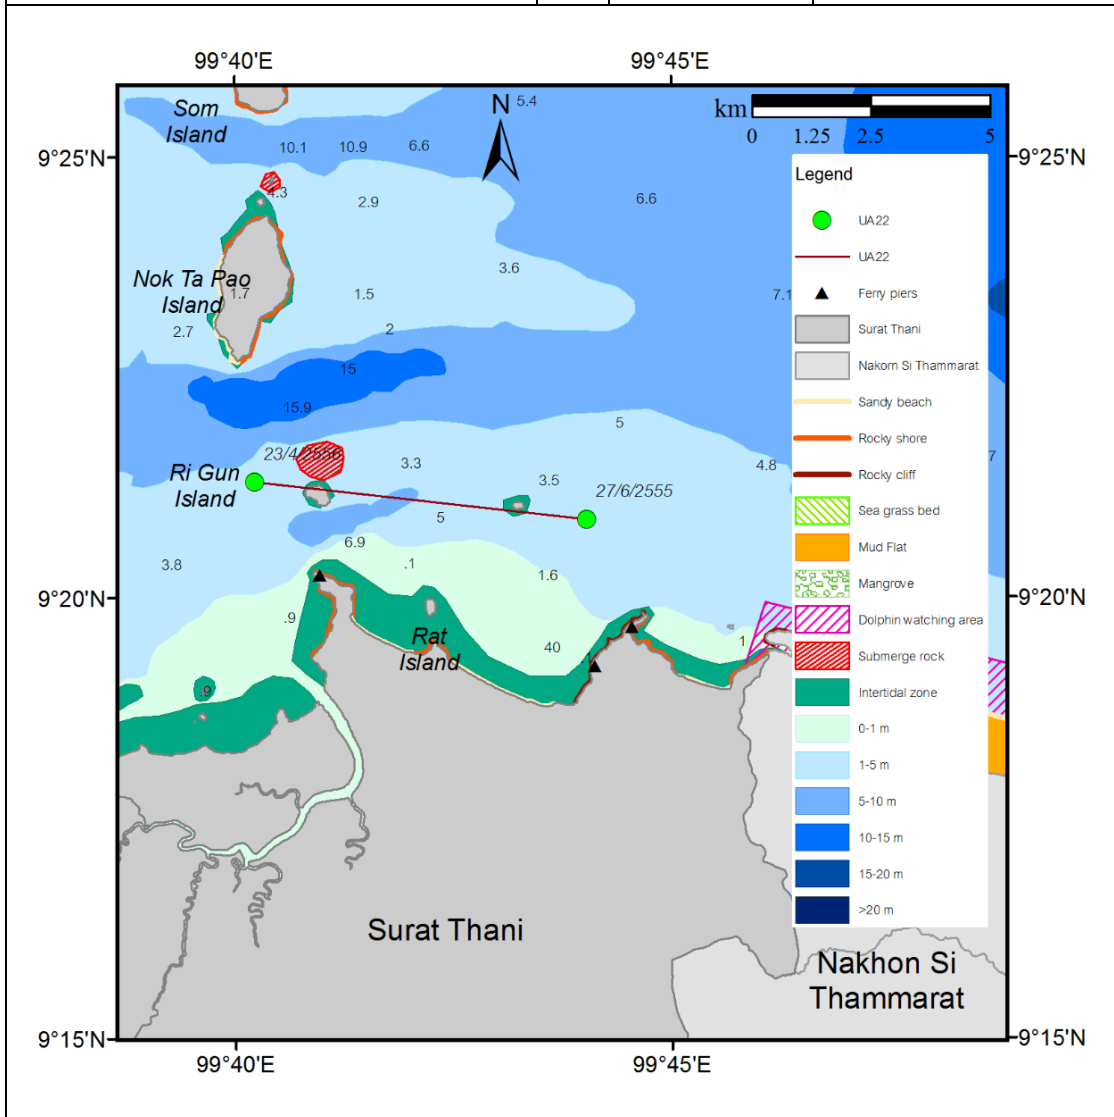 99°40'E
99°45'E
Som
Island
N
5.4
km
0
1.25
2.5
5
10.1
10.9
6.6
9°25'N
9°25'N
Legend
4.3
2.9
6.6
UA22
UA22
3.6
Nok Ta Pao
Island
1.7
1.5
7.1
Ferry piers
2.7
2
Surat Thani
15
Nakorn Si Thammarat
15.9
Sandy beach
5
Rocky shore
23/4/2556
3.3
4.8
7
Ri Gun
Island
3.5
27/6/2555
Rocky cliff
5
Sea grass bed
6.9
Mud Flat
3.8
.1
1.6
Mangrove
9°20'N
9°20'N
.9
Dolphin watching area
Rat
Island
40
1
Submerge rock
.9
Intertidal zone
0-1 m
1-5 m
5-10 m
10-15 m
15-20 m
>20 m
Surat Thani
Nakhon Si
Thammarat
9°15'N
9°15'N
99°40'E
99°45'E